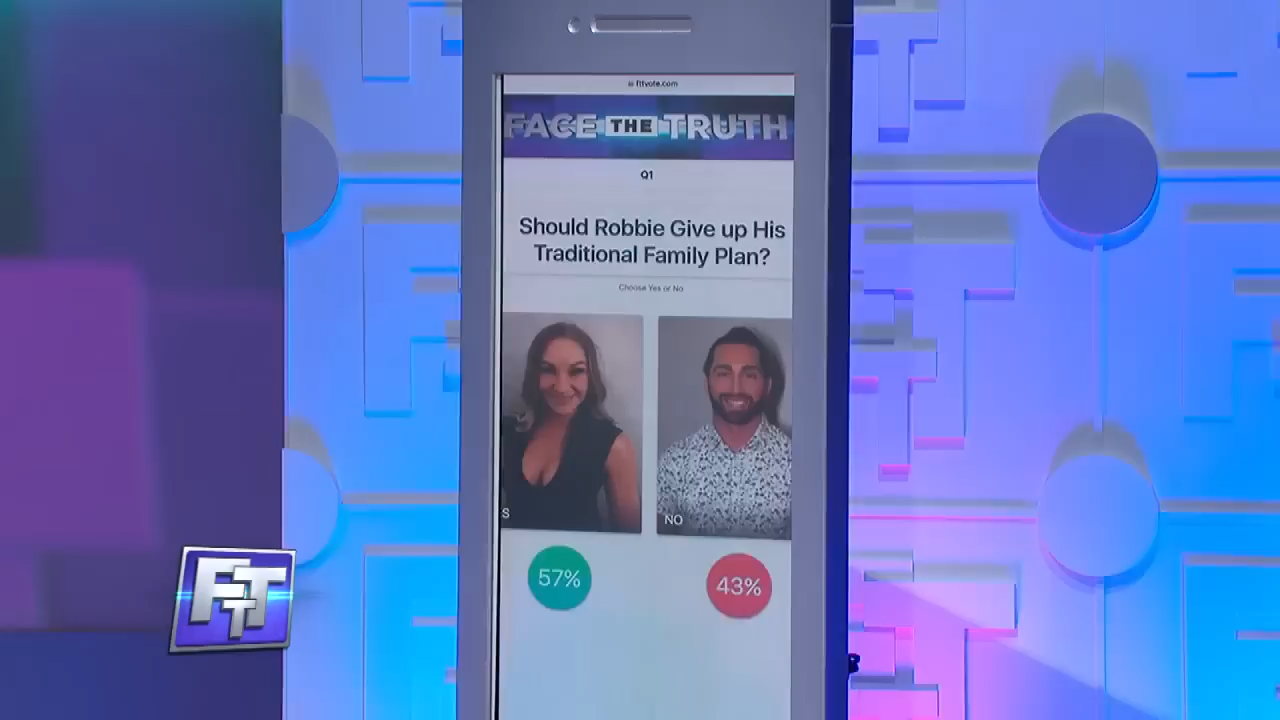 fttvote.com
FACE THE TRUTH
Q1
Should Robbie Give up His
Traditional Family Plan?
Choose Yes or No
S
NO
57%
43%
FTT